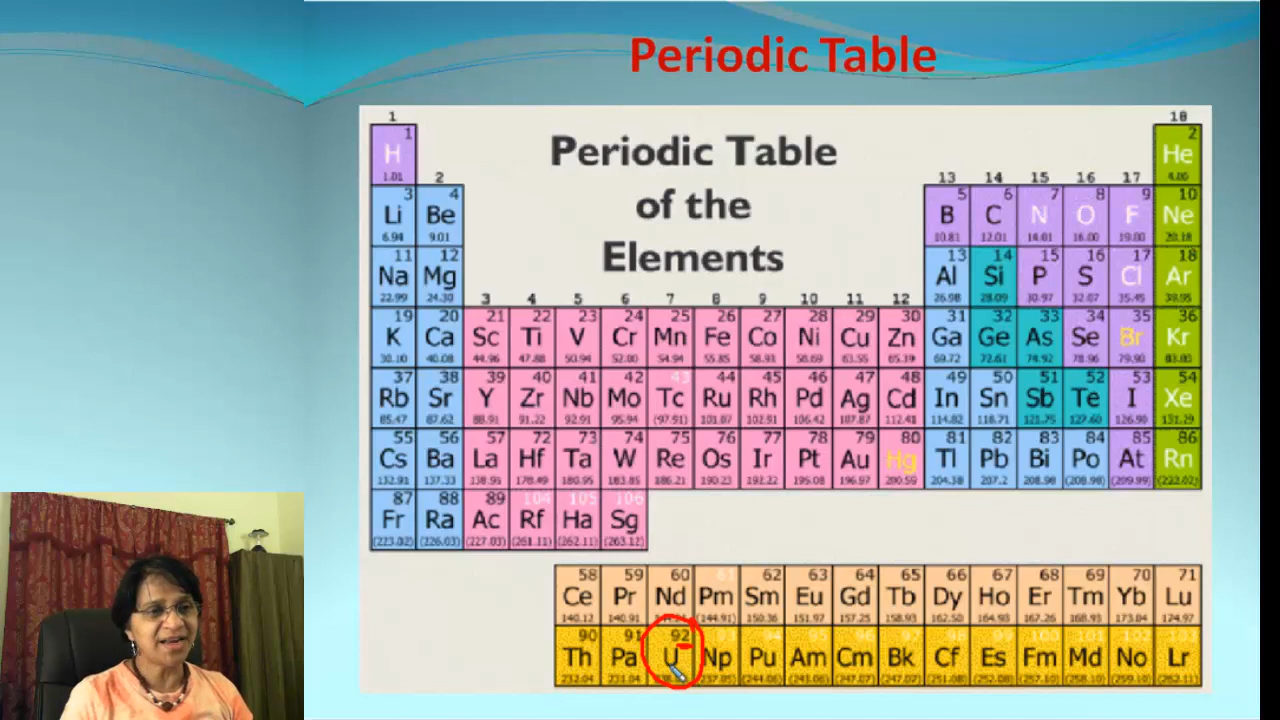 Periodic Table
Periodic Table
of the
Elements
1 18
1 2
H He
1.01 2 13 14 15 16 17 4.00
3 4 5 6 7 8 9 10
Li Be B C N O F Ne
6.94 9.01 10.81 12.01 14.01 16.00 19.00 20.18
11 12 13 14 15 16 17 18
Na Mg Al Si P S Cl Ar
22.99 24.30 3 4 5 6 7 8 9 10 11 12 26.98 28.09 30.97 32.07 35.45 39.95
19 20 21 22 23 24 25 26 27 28 29 30 31 32 33 34 35 36
K Ca Sc Ti V Cr Mn Fe Co Ni Cu Zn Ga Ge As Se Br Kr
39.10 40.08 44.96 47.88 50.94 52.00 54.94 55.85 58.93 58.69 63.55 65.39 69.72 72.61 74.92 78.96 79.90 83.80
37 38 39 40 41 42 43 44 45 46 47 48 49 50 51 52 53 54
Rb Sr Y Zr Nb Mo Tc Ru Rh Pd Ag Cd In Sn Sb Te I Xe
85.47 87.62 88.91 91.22 92.91 95.94 (97.91) 101.07 102.91 106.42 107.87 112.41 114.82 118.71 121.75 127.60 126.90 131.29
55 56 57 72 73 74 75 76 77 78 79 80 81 82 83 84 85 86
Cs Ba La Hf Ta W Re Os Ir Pt Au Hg Tl Pb Bi Po At Rn
132.91 137.33 138.91 178.49 180.95 183.85 186.21 190.23 192.22 195.08 196.97 200.59 204.38 207.2 208.98 (208.98) (209.99) (222.02)
87 88 89 104 105 106
Fr Ra Ac Rf Ha Sg
(223.02) (226.03) (227.03) (261.11) (262.11) (263.12)
58 59 60 61 62 63 64 65 66 67 68 69 70 71
Ce Pr Nd Pm Sm Eu Gd Tb Dy Ho Er Tm Yb Lu
140.12 140.91 (144.91) 150.36 151.97 157.25 158.93 162.50 164.93 167.26 168.93 173.04 174.97
90 91 92 93 94 95 96 97 98 99 100 101 102 103
Th Pa U Np Pu Am Cm Bk Cf Es Fm Md No Lr
232.04 231.04 (237.05) (244.06) (243.06) (247.07) (247.07) (251.08) (252.08) (257.10) (258.10) (259.10) (262.11)